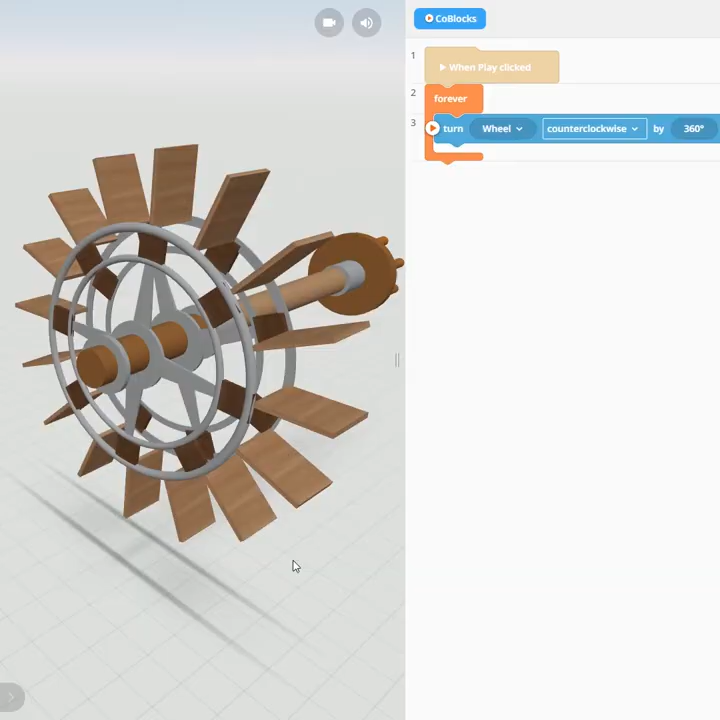 CoBlocks
1
When Play clicked
2
forever
3
turn Wheel counterclockwise by 360°